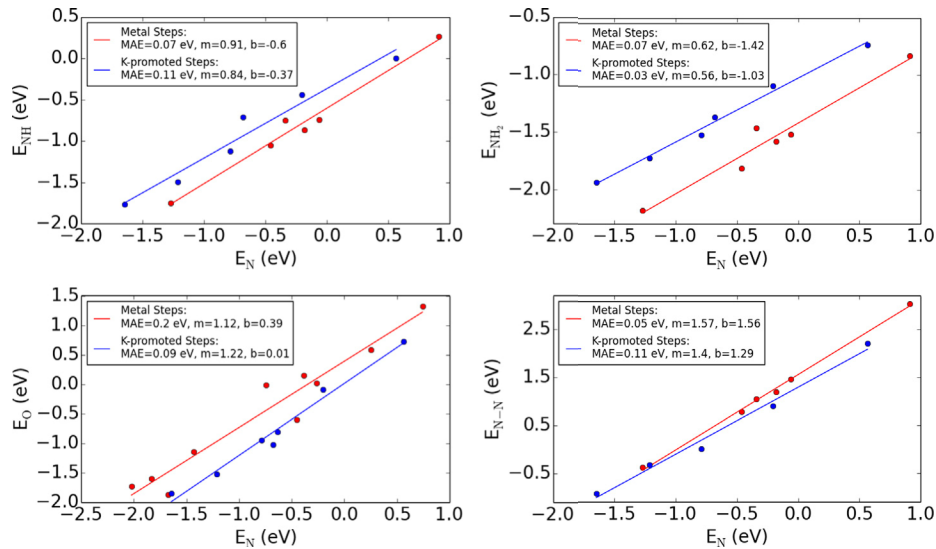 Metal Steps:
MAE=0.07 eV, m=0.91, b=-0.6
K-promoted Steps:
MAE=0.11 eV, m=0.84, b=-0.37
0.5
0.0
−0.5
−1.0
−1.5
−2.0
E_NH (eV)
−2.0 −1.5 −1.0 −0.5 0.0 0.5 1.0
E_N (eV)
Metal Steps:
MAE=0.07 eV, m=0.62, b=-1.42
K-promoted Steps:
MAE=0.03 eV, m=0.56, b=-1.03
−0.5
−1.0
−1.5
−2.0
E_NH₂ (eV)
−2.0 −1.5 −1.0 −0.5 0.0 0.5 1.0
E_N (eV)
Metal Steps:
MAE=0.2 eV, m=1.12, b=0.39
K-promoted Steps:
MAE=0.09 eV, m=1.22, b=0.01
1.5
1.0
0.5
0.0
−0.5
−1.0
−1.5
−2.0
E_O (eV)
−2.0 −1.5 −1.0 −0.5 0.0 0.5 1.0
E_N (eV)
Metal Steps:
MAE=0.05 eV, m=1.57, b=1.56
K-promoted Steps:
MAE=0.11 eV, m=1.4, b=1.29
2.5
1.5
0.5
−0.5
E_N−N (eV)
−2.0 −1.5 −1.0 −0.5 0.0 0.5 1.0
E_N (eV)